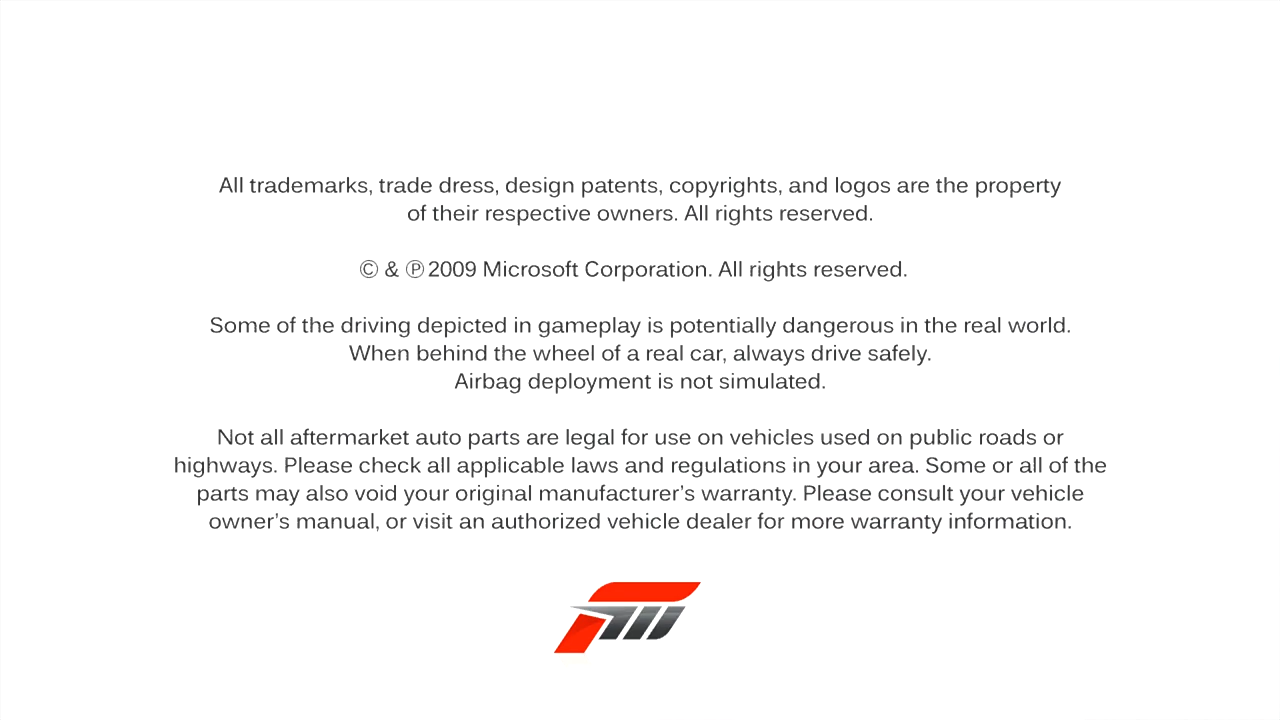 All trademarks, trade dress, design patents, copyrights, and logos are the property
of their respective owners. All rights reserved.
© & ℗ 2009 Microsoft Corporation. All rights reserved.
Some of the driving depicted in gameplay is potentially dangerous in the real world.
When behind the wheel of a real car, always drive safely.
Airbag deployment is not simulated.
Not all aftermarket auto parts are legal for use on vehicles used on public roads or
highways. Please check all applicable laws and regulations in your area. Some or all of the
parts may also void your original manufacturer’s warranty. Please consult your vehicle
owner’s manual, or visit an authorized vehicle dealer for more warranty information.